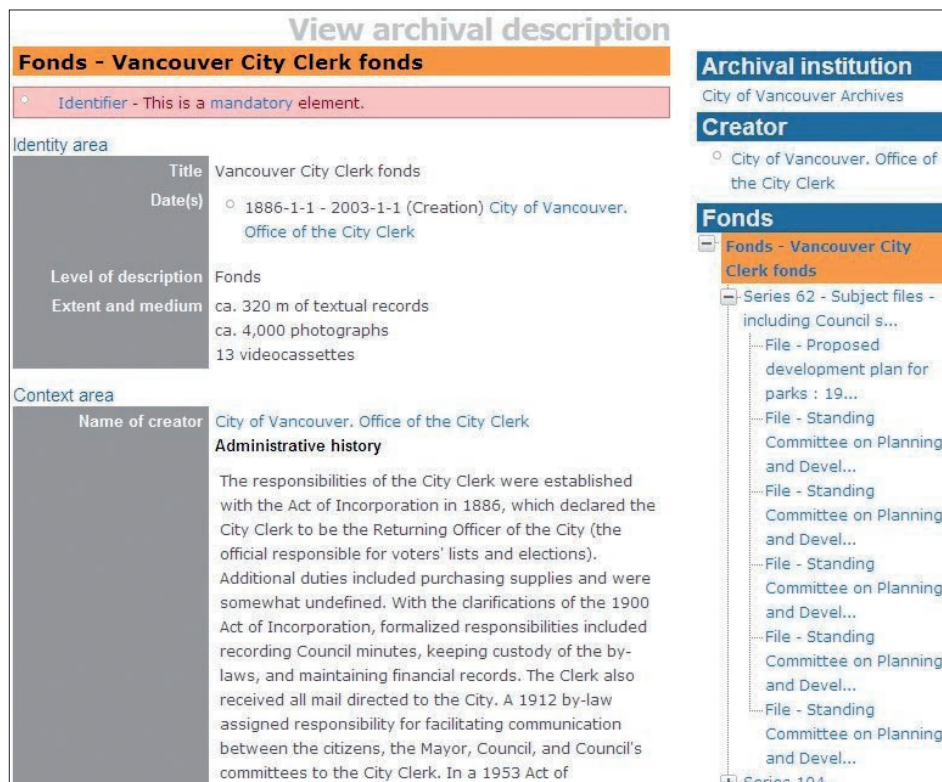 View archival description
Fonds - Vancouver City Clerk fonds
Identifier - This is a mandatory element.
Identity area
Title Vancouver City Clerk fonds
Date(s) 1886-1-1 - 2003-1-1 (Creation) City of Vancouver.
Office of the City Clerk
Level of description Fonds
Extent and medium ca. 320 m of textual records
ca. 4,000 photographs
13 videocassettes
Context area
Name of creator City of Vancouver. Office of the City Clerk
Administrative history
The responsibilities of the City Clerk were established
with the Act of Incorporation in 1886, which declared the
City Clerk to be the Returning Officer of the City (the
official responsible for voters' lists and elections).
Additional duties included purchasing supplies and were
somewhat undefined. With the clarifications of the 1900
Act of Incorporation, formalized responsibilities included
recording Council minutes, keeping custody of the by-
laws, and maintaining financial records. The Clerk also
received all mail directed to the City. A 1912 by-law
assigned responsibility for facilitating communication
between the citizens, the Mayor, Council, and Council's
committees to the City Clerk. In a 1953 Act of
Archival institution
City of Vancouver Archives
Creator
City of Vancouver. Office of
the City Clerk
Fonds
Fonds - Vancouver City
Clerk fonds
Series 62 - Subject files -
including Council s...
File - Proposed
development plan for
parks : 19...
File - Standing
Committee on Planning
and Devel...
File - Standing
Committee on Planning
and Devel...
File - Standing
Committee on Planning
and Devel...
File - Standing
Committee on Planning
and Devel...
File - Standing
Committee on Planning
and Devel...
File - Standing
Committee on Planning
and Devel...